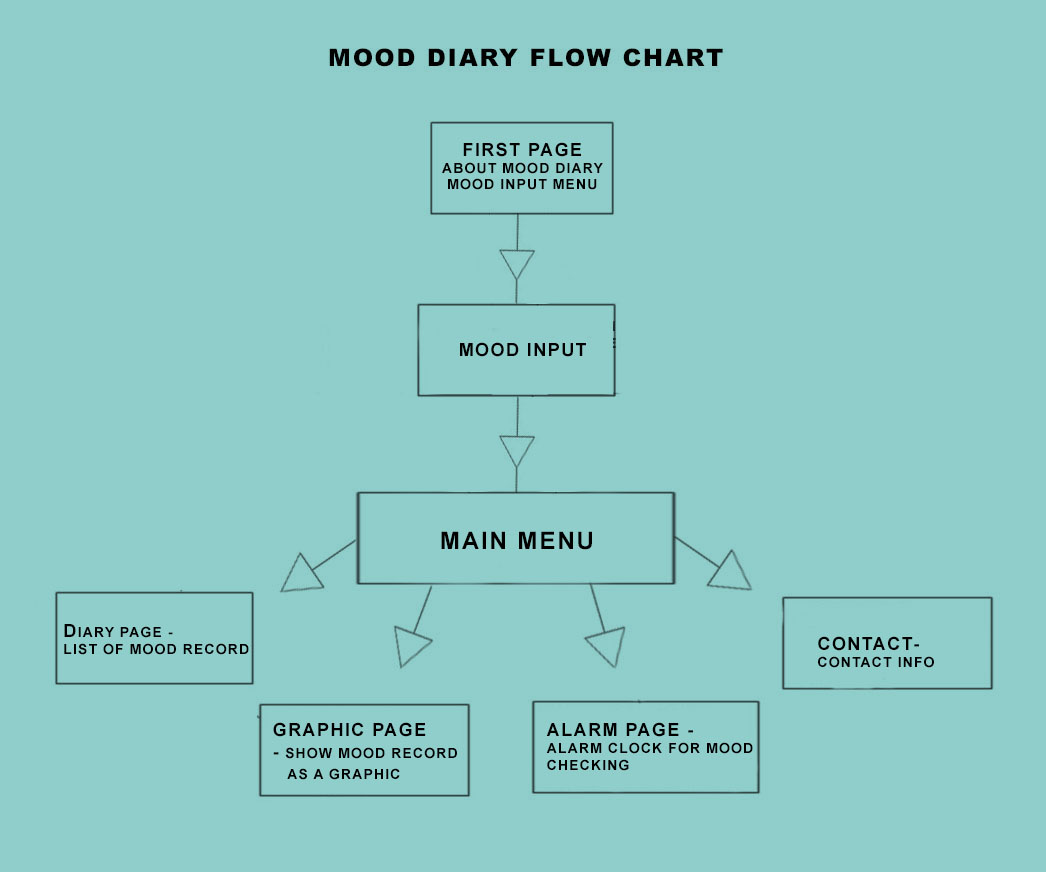 MOOD DIARY FLOW CHART
FIRST PAGE
ABOUT MOOD DIARY
MOOD INPUT MENU
MOOD INPUT
MAIN MENU
DIARY PAGE -
LIST OF MOOD RECORD
GRAPHIC PAGE
- SHOW MOOD RECORD
AS A GRAPHIC
ALARM PAGE -
ALARM CLOCK FOR MOOD
CHECKING
CONTACT-
CONTACT INFO